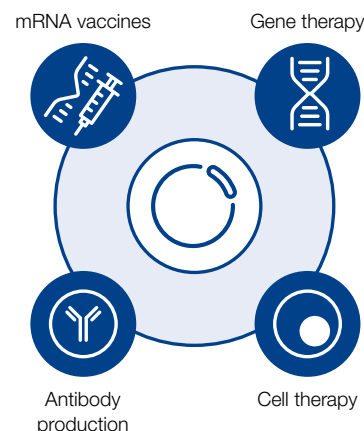 mRNA vaccines
Gene therapy
Antibody
production
Cell therapy